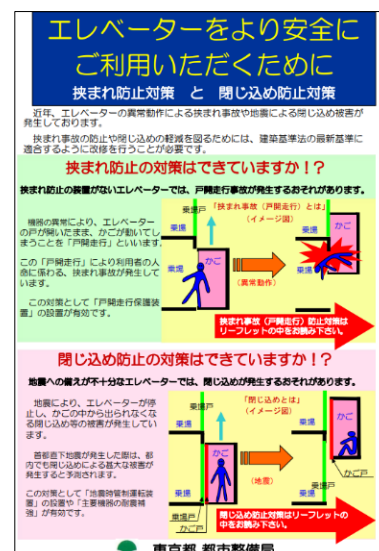 エレベーターをより安全に
ご利用いただくために
挟まれ防止対策 と 閉じ込め防止対策
近年、エレベーターの異常動作による挟まれ事故や地震による閉じ込め被害が
発生しております。
挟まれ事故の防止や閉じ込めの軽減を図るためには、建築基準法の最新基準に
適合するように改修を行うことが必要です。
挟まれ防止の対策はできていますか！？
挟まれ防止の装置がないエレベーターでは、戸開走行事故が発生するおそれがあります。
機器の異常により、エレベーター
の戸が開いたまま、かごが動いてし
まうことを「戸開走行」といいます。
この「戸開走行」により利用者の人
命に係わる、挟まれ事故が発生して
います。
この対策として「戸開走行保護装
置」の設置が有効です。
乗場戸
「挟まれ事故（戸開走行）とは」
（イメージ図）
乗場
かご
乗場
（異常動作）
乗場
かご
乗場
挟まれ事故（戸開走行）防止対策は
リーフレットの中をお読み下さい。
閉じ込め防止の対策はできていますか！？
地震への備えが不十分なエレベーターでは、閉じ込めが発生するおそれがあります。
地震により、エレベーターが停
止し、かごの中から出られなくな
る閉じ込め等の被害が発生してい
ます。
首都直下地震が発生した際は、都
内でも閉じ込めによる甚大な被害が
発生すると予測されます。
この対策として「地震時管制運転装
置」の設置や「主要機器の耐震補
強」が有効です。
乗場戸
「閉じ込めとは」
（イメージ図）
乗場
かご
乗場
（地震）
乗場戸
かご戸
乗場
かご
乗場
かご戸
閉じ込め防止対策はリーフレットの
中をお読み下さい。
東京都 都市整備局